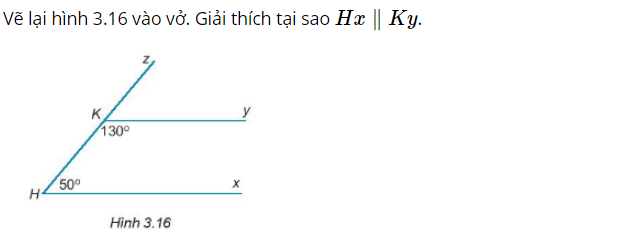 Vẽ lại hình 3.16 vào vở. Giải thích tại sao Hx ∥ Ky.
z
K
y
130°
50°
x
H
Hình 3.16